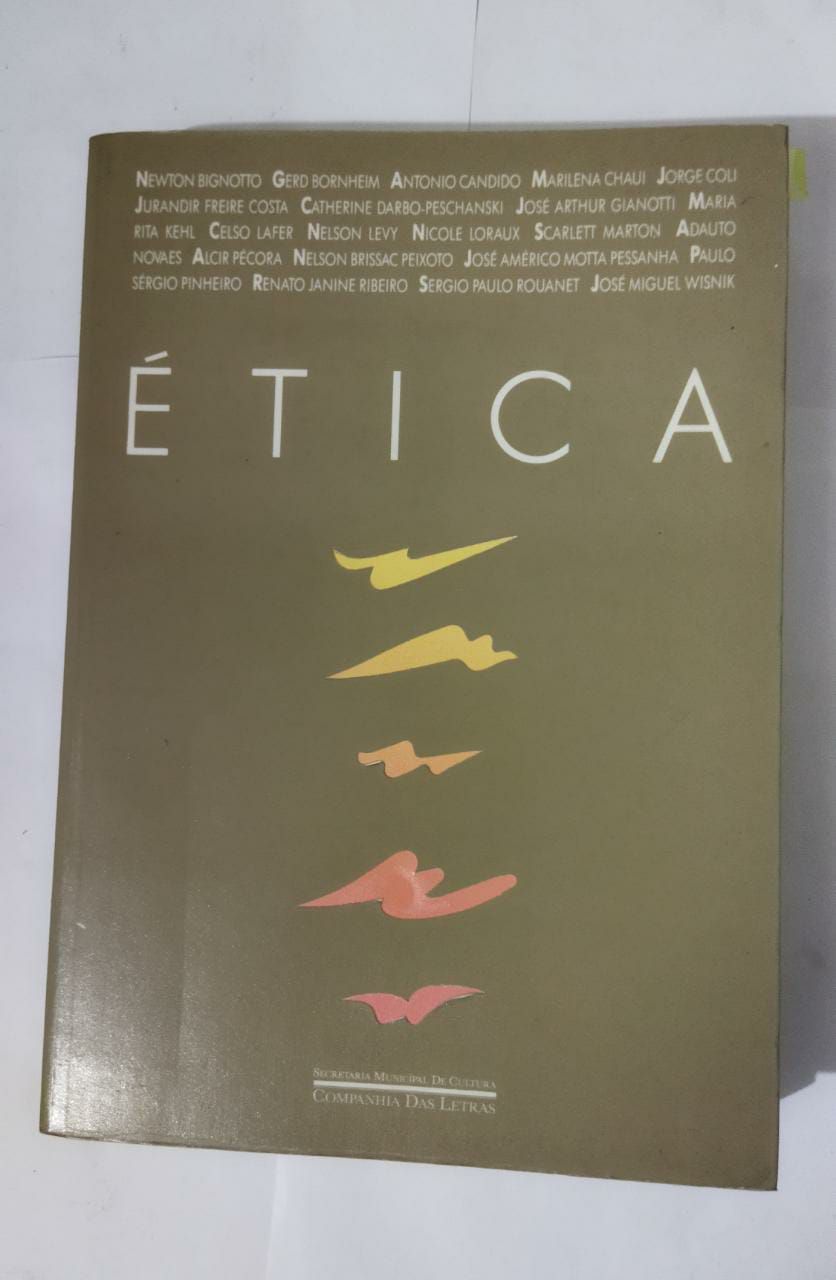 NEWTON BIGNOTTO GERD BORNHEIM ANTONIO CANDIDO MARILENA CHAUI JORGE COLI
JURANDIR FREIRE COSTA CATHERINE DARBO-PESCHANSKI JOSÉ ARTHUR GIANOTTI MARIA
RITA KEHL CELSO LAFER NELSON LEVY NICOLE LORAUX SCARLETT MARTON ADAUTO
NOVAES ALCIR PÉCORA NELSON BRISSAC PEIXOTO JOSÉ AMÉRICO MOTTA PESSANHA PAULO
SÉRGIO PINHEIRO RENATO JANINE RIBEIRO SERGIO PAULO ROUANET JOSÉ MIGUEL WISNIK
ÉTICA
SECRETARIA MUNICIPAL DE CULTURA
COMPANHIA DAS LETRAS